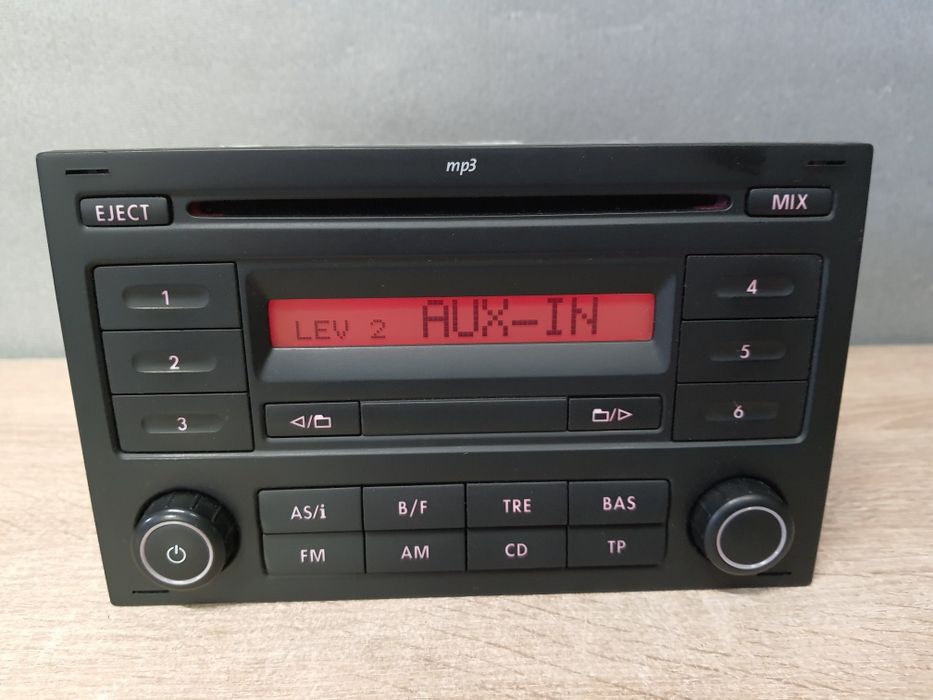 mp3
EJECT
MIX
1
4
LEV 2 AUX-IN
2
5
3
6
AS/i B/F TRE BAS
FM AM CD TP